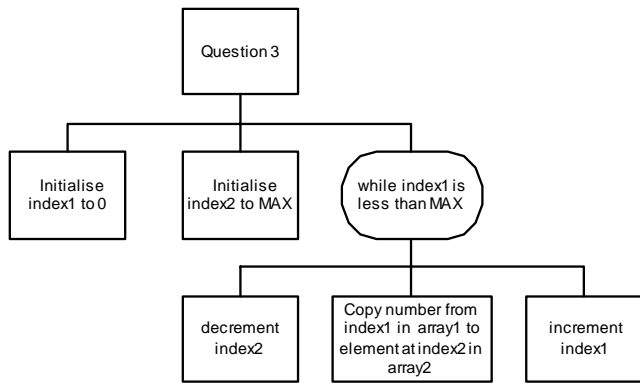 Question 3
Initialise
index1 to 0
Initialise
index2 to MAX
while index1 is
less than MAX
decrement
index2
Copy number from
index1 in array1 to
element at index2 in
array2
increment
index1